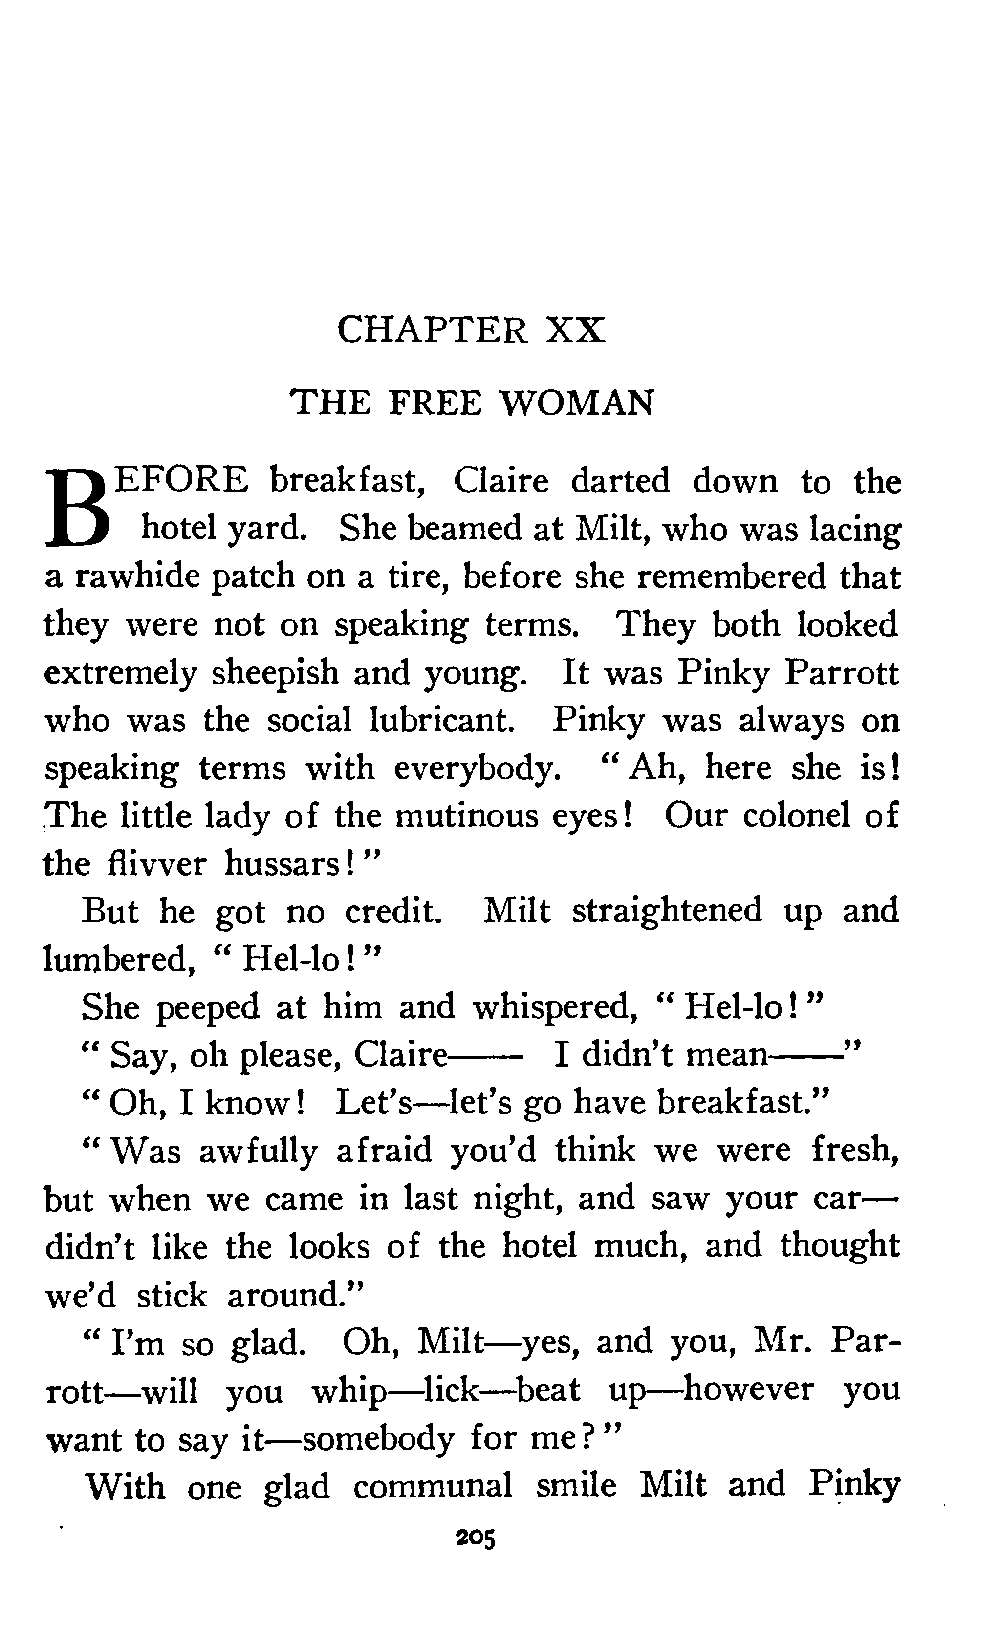 CHAPTER XX
THE FREE WOMAN
BEFORE breakfast, Claire darted down to the
hotel yard. She beamed at Milt, who was lacing
a rawhide patch on a tire, before she remembered that
they were not on speaking terms. They both looked
extremely sheepish and young. It was Pinky Parrott
who was the social lubricant. Pinky was always on
speaking terms with everybody. “ Ah, here she is!
The little lady of the mutinous eyes! Our colonel of
the flivver hussars! ”
But he got no credit. Milt straightened up and
lumbered, “ Hel-lo! ”
She peeped at him and whispered, “ Hel-lo! ”
“ Say, oh please, Claire—— I didn’t mean——”
“ Oh, I know! Let’s—let’s go have breakfast.”
“ Was awfully afraid you’d think we were fresh,
but when we came in last night, and saw your car—
didn’t like the looks of the hotel much, and thought
we’d stick around.”
“ I’m so glad. Oh, Milt—yes, and you, Mr. Par-
rott—will you whip—lick—beat up—however you
want to say it—somebody for me? ”
With one glad communal smile Milt and Pinky
205